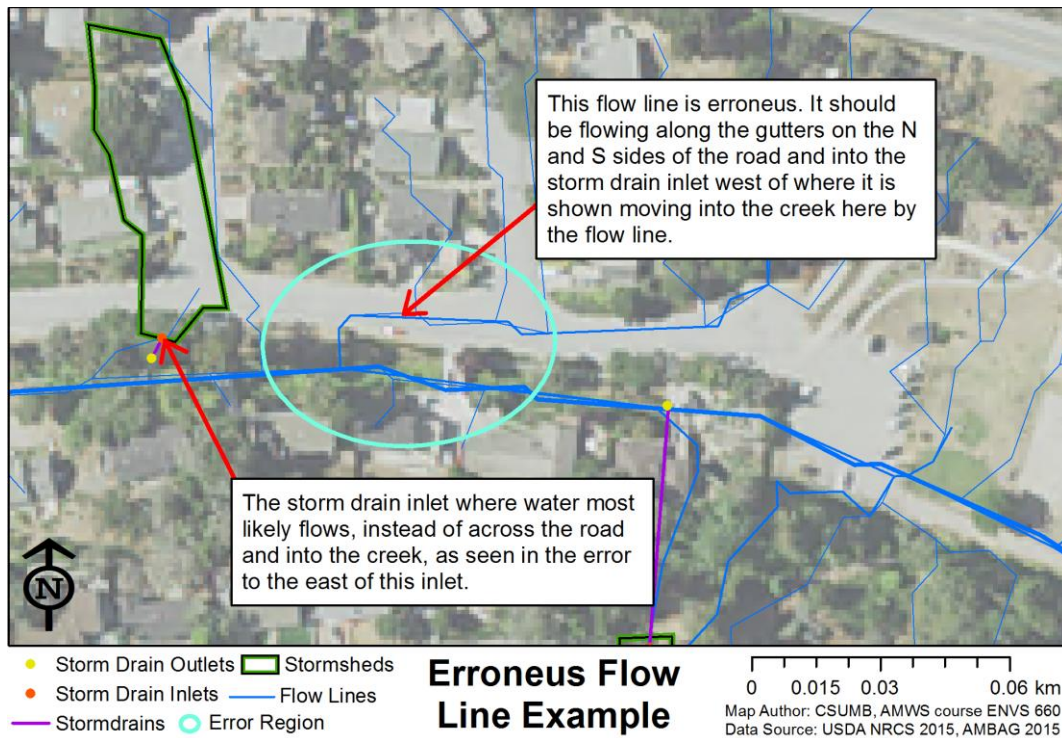 This flow line is erroneus. It should
be flowing along the gutters on the N
and S sides of the road and into the
storm drain inlet west of where it is
shown moving into the creek here by
the flow line.
The storm drain inlet where water most
likely flows, instead of across the road
and into the creek, as seen in the error
to the east of this inlet.
N
Storm Drain Outlets
Stormsheds
Storm Drain Inlets
Flow Lines
Stormdrains
Error Region
Erroneus Flow
Line Example
0 0.015 0.03 0.06 km
Map Author: CSUMB, AMWS course ENVS 660
Data Source: USDA NRCS 2015, AMBAG 2015